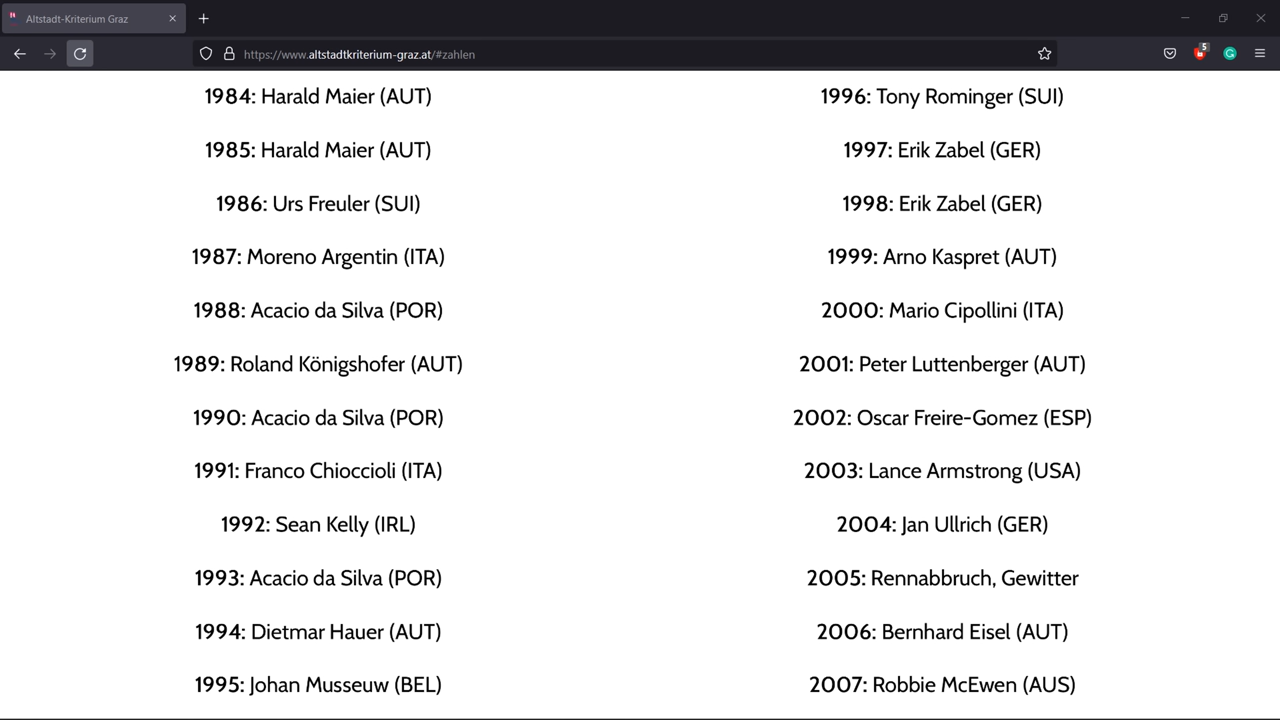 Altstadt-Kriterium Graz
https://www.altstadtkriterium-graz.at/#zahlen
5
1984: Harald Maier (AUT)
1985: Harald Maier (AUT)
1986: Urs Freuler (SUI)
1987: Moreno Argentin (ITA)
1988: Acacio da Silva (POR)
1989: Roland Königshofer (AUT)
1990: Acacio da Silva (POR)
1991: Franco Chioccioli (ITA)
1992: Sean Kelly (IRL)
1993: Acacio da Silva (POR)
1994: Dietmar Hauer (AUT)
1995: Johan Musseuw (BEL)
1996: Tony Rominger (SUI)
1997: Erik Zabel (GER)
1998: Erik Zabel (GER)
1999: Arno Kaspret (AUT)
2000: Mario Cipollini (ITA)
2001: Peter Luttenberger (AUT)
2002: Oscar Freire-Gomez (ESP)
2003: Lance Armstrong (USA)
2004: Jan Ullrich (GER)
2005: Rennabbruch, Gewitter
2006: Bernhard Eisel (AUT)
2007: Robbie McEwen (AUS)